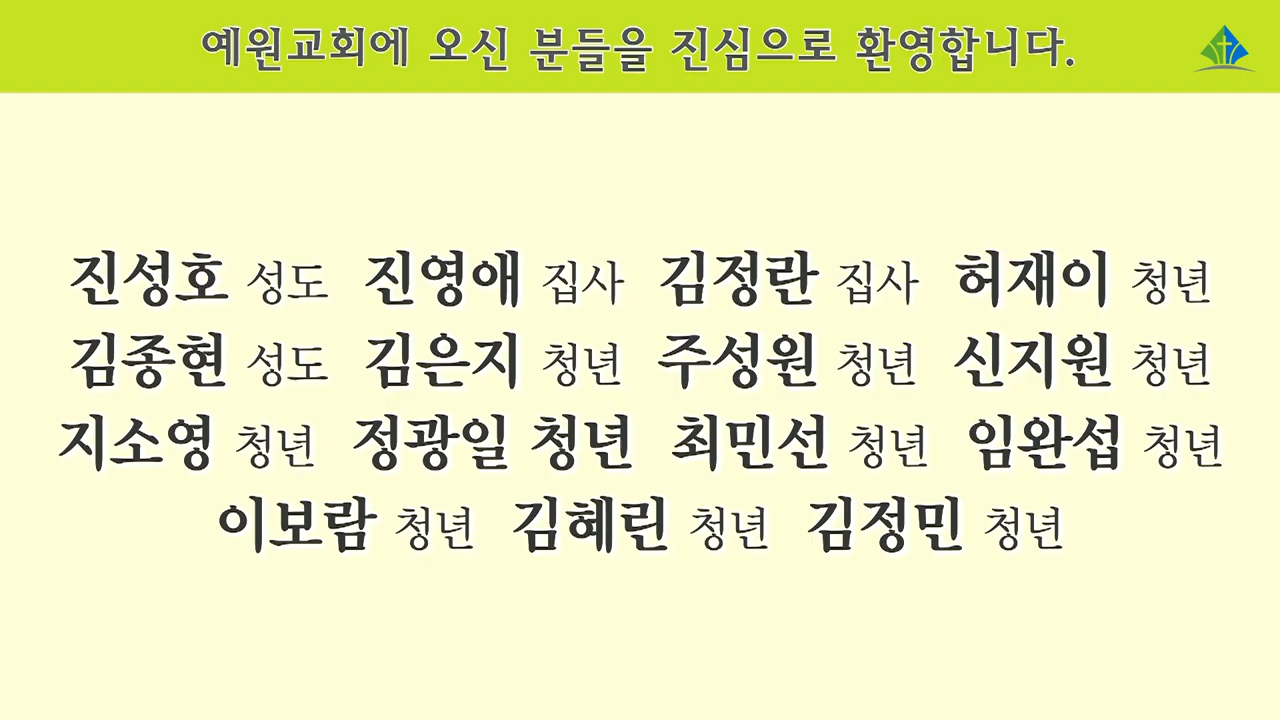 예원교회에 오신 분들을 진심으로 환영합니다.
진성호 성도 진영애 집사 김정란 집사 허재이 청년
김종현 성도 김은지 청년 주성원 청년 신지원 청년
지소영 청년 정광일 청년 최민선 청년 임완섭 청년
이보람 청년 김혜린 청년 김정민 청년